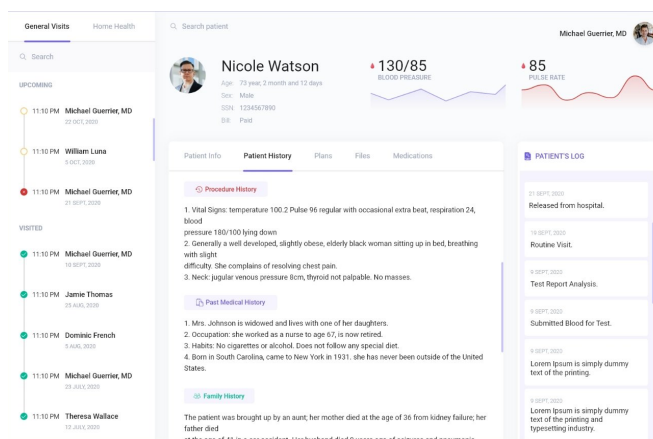 General Visits
Home Health
Search patient
Michael Guerrier, MD
Search
UPCOMING
11:10 PM Michael Guerrier, MD
22 OCT, 2020
11:10 PM William Luna
5 OCT, 2020
11:10 PM Michael Guerrier, MD
21 SEPT, 2020
VISITED
11:10 PM Michael Guerrier, MD
10 SEPT, 2020
11:10 PM Jamie Thomas
25 AUG, 2020
11:10 PM Dominic French
5 AUG, 2020
11:10 PM Michael Guerrier, MD
23 JULY, 2020
11:10 PM Theresa Wallace
12 JULY, 2020
Nicole Watson
Age: 73 year, 2 month and 12 days
Sex: Male
SSN: 1234567890
Bill: Paid
130/85
BLOOD PREASURE
85
PULSE RATE
Patient Info
Patient History
Plans
Files
Medications
Procedure History
1. Vital Signs: temperature 100.2 Pulse 96 regular with occasional extra beat, respiration 24,
blood
pressure 180/100 lying down
2. Generally a well developed, slightly obese, elderly black woman sitting up in bed, breathing
with slight
difficulty. She complains of resolving chest pain.
3. Neck: jugular venous pressure 8cm, thyroid not palpable. No masses.
Past Medical History
1. Mrs. Johnson is widowed and lives with one of her daughters.
2. Occupation: she worked as a nurse to age 67, is now retired.
3. Habits: No cigarettes or alcohol. Does not follow any special diet.
4. Born in South Carolina, came to New York in 1931. she has never been outside of the United
States.
Family History
The patient was brought up by an aunt; her mother died at the age of 36 from kidney failure; her
father died
PATIENT'S LOG
21 SEPT, 2020
Released from hospital.
Routine Visit.
9 SEPT, 2020
Test Report Analysis.
9 SEPT, 2020
Submitted Blood for Test.
9 SEPT, 2020
Lorem Ipsum is simply dummy
text of the printing.
9 SEPT, 2020
Lorem Ipsum is simply dummy
text of the printing and
typesetting industry.